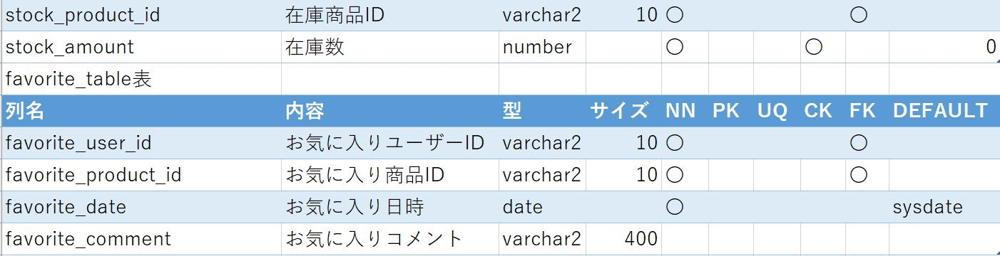 stock_product_id 在庫商品ID varchar2 10 〇 〇
stock_amount 在庫数 number 〇 〇 0
favorite_table表
列名 内容 型 サイズ NN PK UQ CK FK DEFAULT
favorite_user_id お気に入りユーザーID varchar2 10 〇 〇
favorite_product_id お気に入り商品ID varchar2 10 〇 〇
favorite_date お気に入り日時 date 〇 sysdate
favorite_comment お気に入りコメント varchar2 400